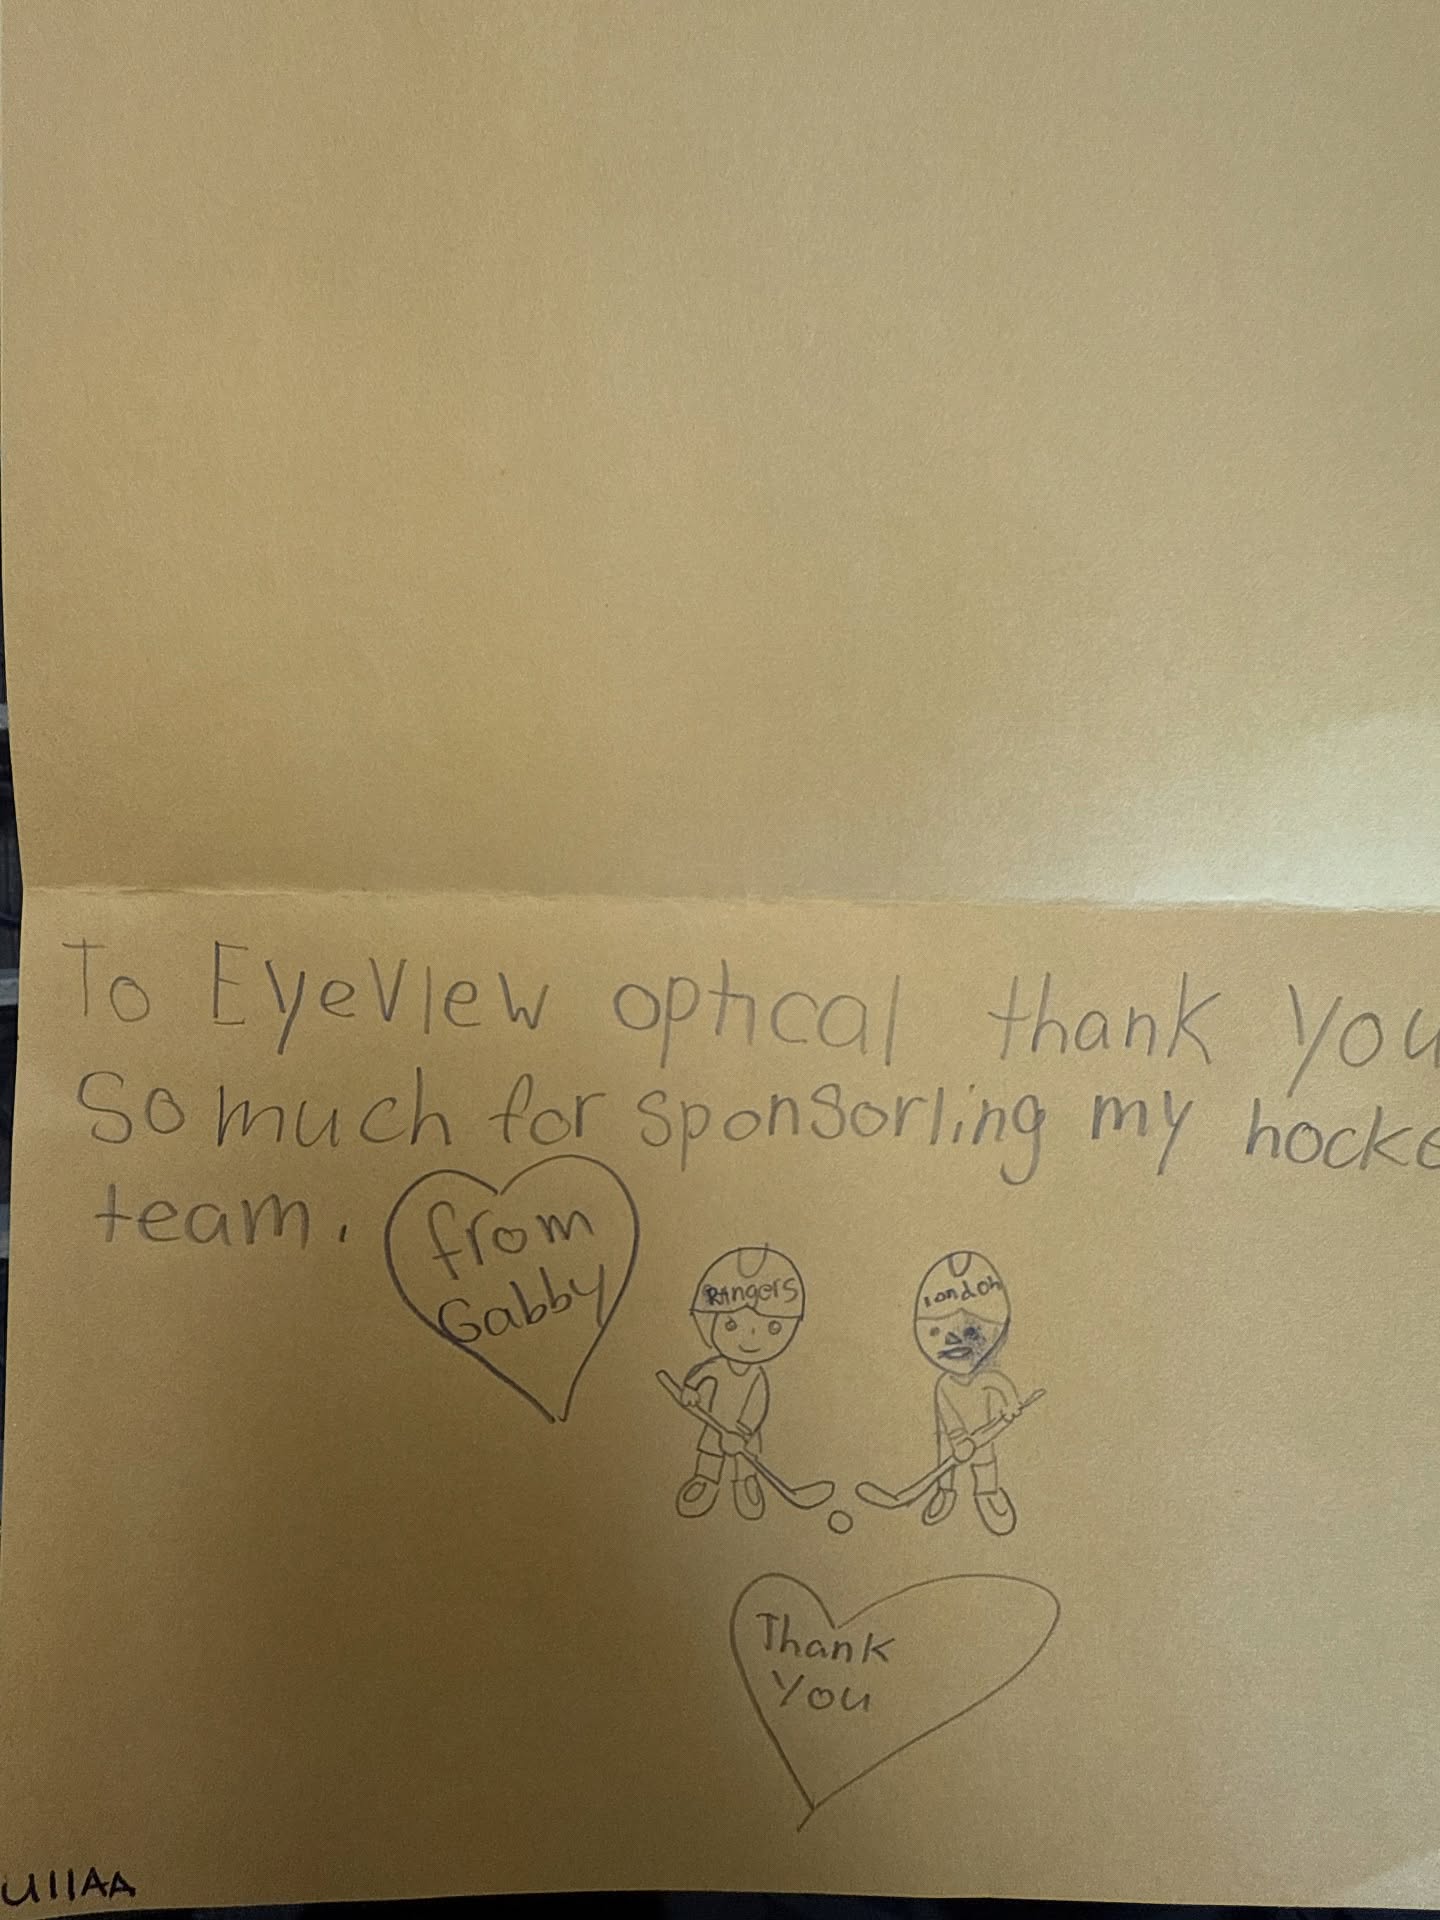 To EyeView optical thank you
So much for sponsorling my hocke
team.
from
Gabby
Rangers
london
Thank
You
U11AA